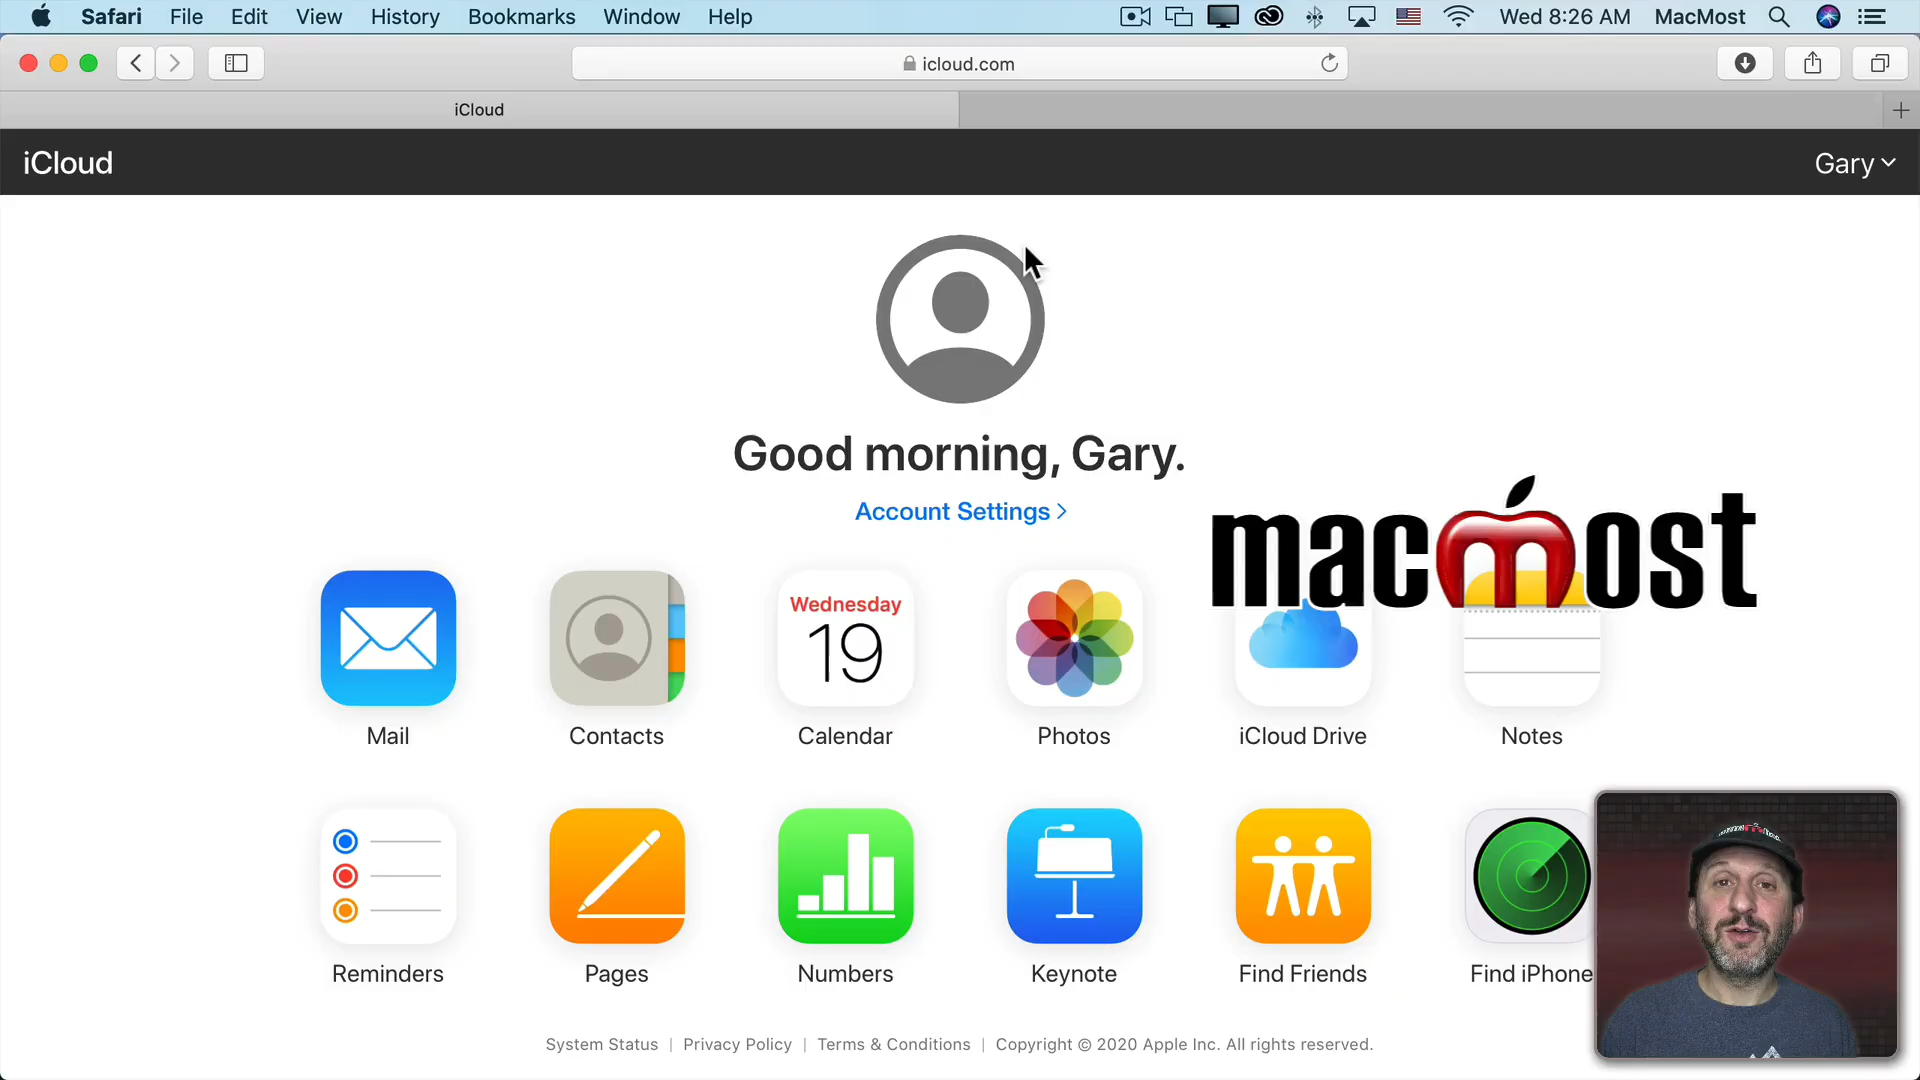 Safari File Edit View History Bookmarks Window Help Wed 8:26 AM MacMost
icloud.com
iCloud
iCloud Gary
Good morning, Gary.
Account Settings >
macmost
Wednesday
19
Mail Contacts Calendar Photos iCloud Drive Notes
Reminders Pages Numbers Keynote Find Friends Find iPhone
System Status | Privacy Policy | Terms & Conditions | Copyright © 2020 Apple Inc. All rights reserved.